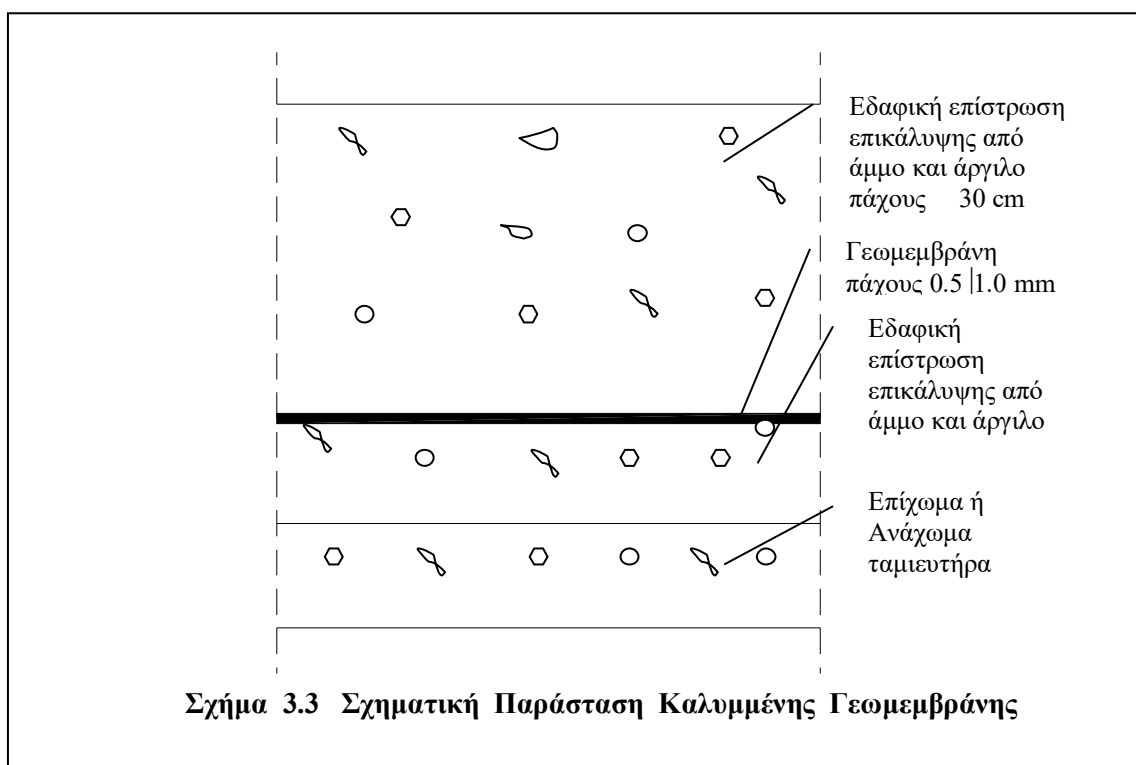 Εδαφική επίστρωση
επικάλυψης από
άμμο και άργιλο
πάχους 30 cm
Γεωμεμβράνη
πάχους 0.5 |1.0 mm
Εδαφική
επίστρωση
επικάλυψης από
άμμο και άργιλο
Επίχωμα ή
Ανάχωμα
ταμιευτήρα
Σχήμα 3.3 Σχηματική Παράσταση Καλυμμένης Γεωμεμβράνης